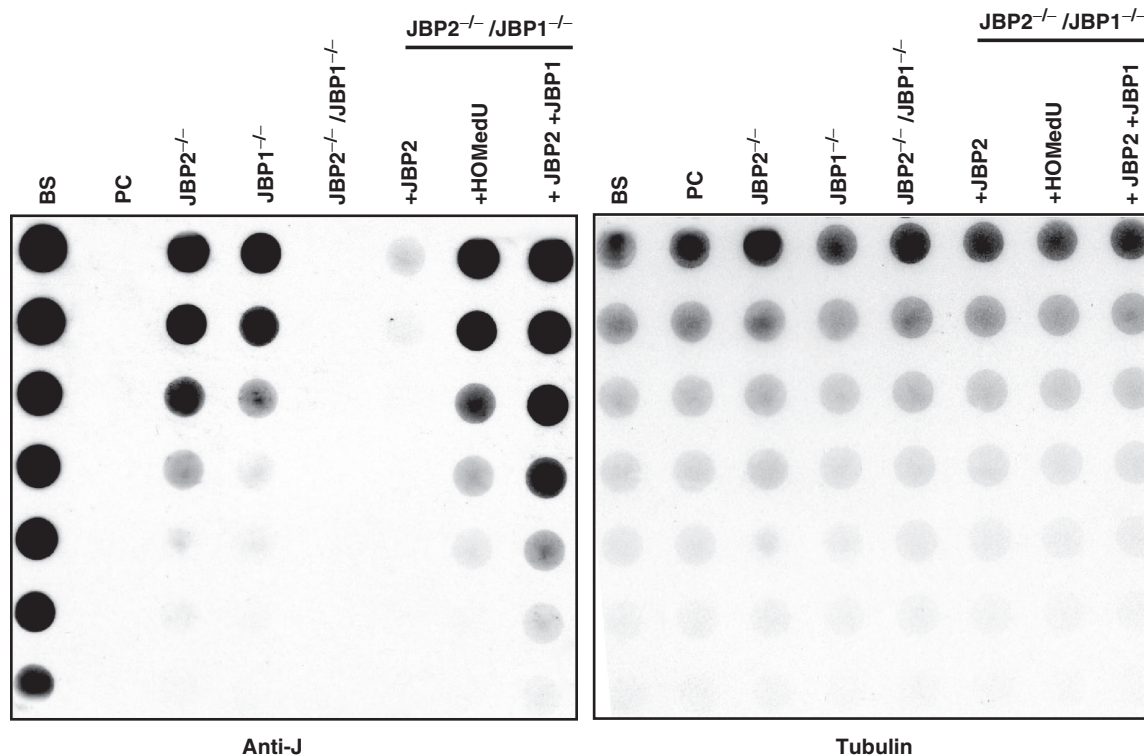 JBP2–/– /JBP1–/–
BS
PC
JBP2–/–
JBP1–/–
JBP2–/– /JBP1–/–
+JBP2
+HOMedU
+ JBP2 +JBP1
JBP2–/– /JBP1–/–
BS
PC
JBP2–/–
JBP1–/–
JBP2–/– /JBP1–/–
+JBP2
+HOMedU
+ JBP2 +JBP1
Anti-J
Tubulin